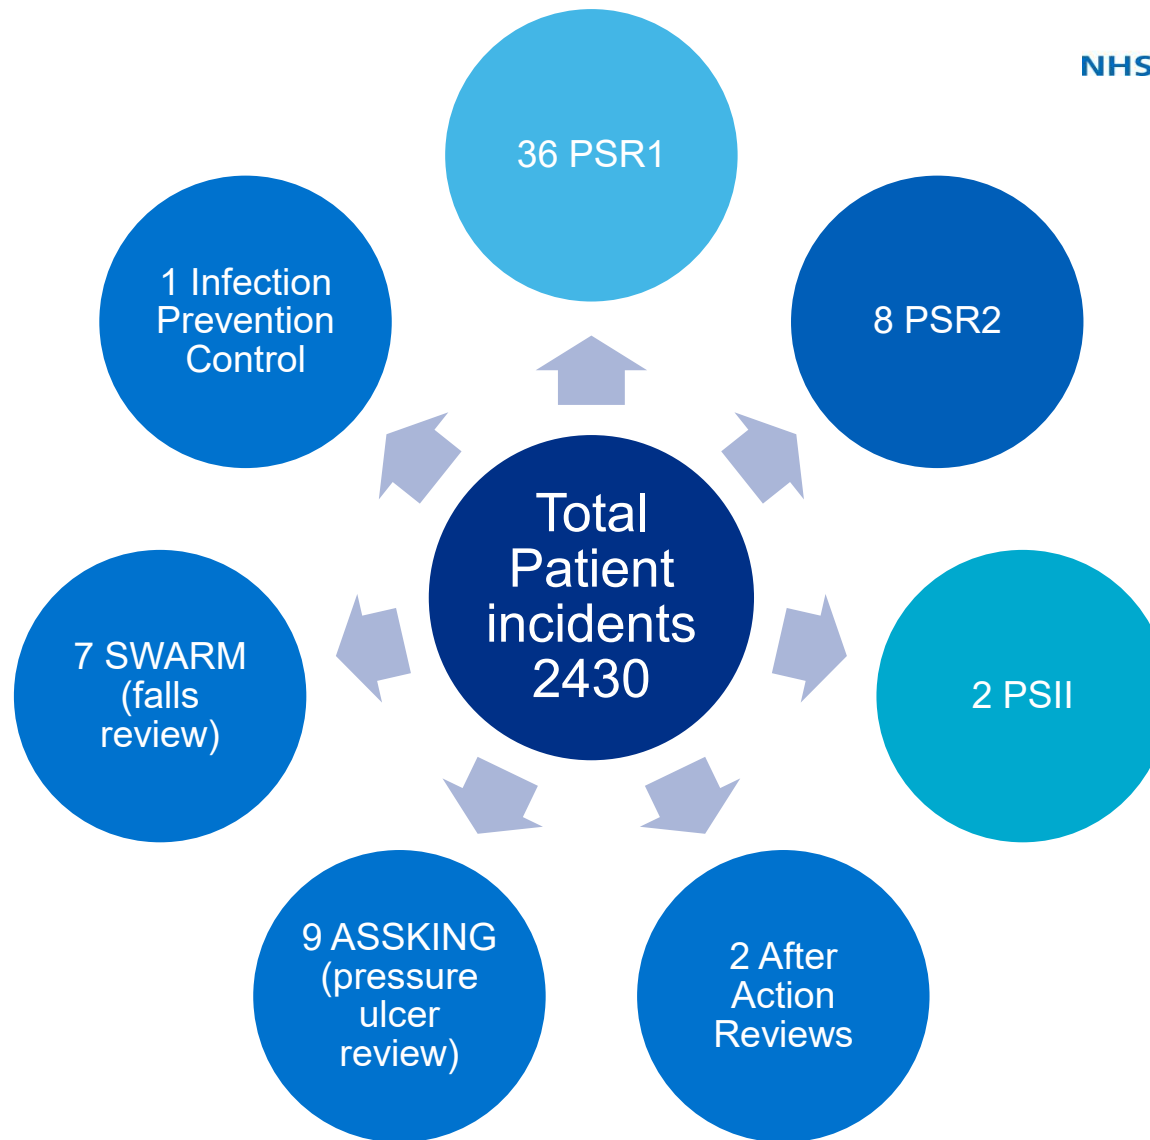 NHS
36 PSR1
8 PSR2
2 PSII
2 After
Action
Reviews
9 ASSKING
(pressure
ulcer
review)
7 SWARM
(falls
review)
1 Infection
Prevention
Control
Total
Patient
incidents
2430